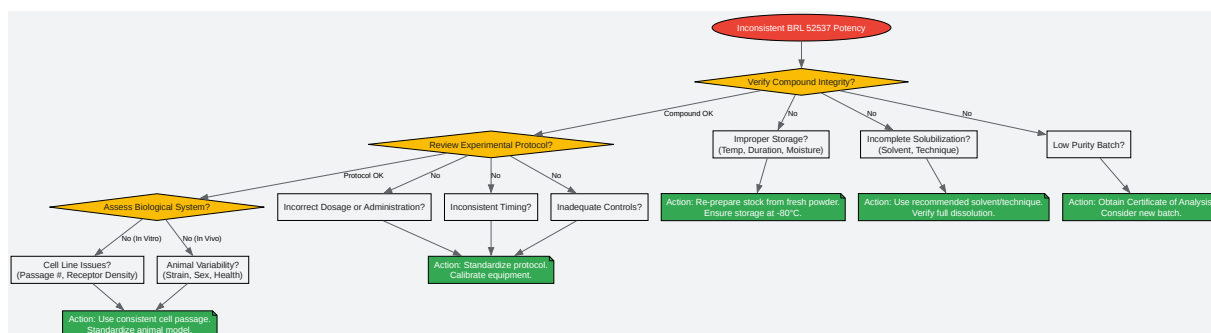 Inconsistent BRL 52537 Potency
Verify Compound Integrity?
Compound OK
No
No
No
Review Experimental Protocol?
Improper Storage?
(Temp, Duration, Moisture)
Incomplete Solubilization?
(Solvent, Technique)
Low Purity Batch?
Protocol OK
No
No
No
Assess Biological System?
Incorrect Dosage or Administration?
Inconsistent Timing?
Inadequate Controls?
Action: Re-prepare stock from fresh powder.
Ensure storage at -80°C.
Action: Use recommended solvent/technique.
Verify full dissolution.
Action: Obtain Certificate of Analysis
Consider new batch.
No (In Vitro)
No (In Vivo)
Cell Line Issues?
(Passage #, Receptor Density)
Animal Variability?
(Strain, Sex, Health)
Action: Standardize protocol.
Calibrate equipment.
Action: Use consistent cell passage.
Standardize animal model.